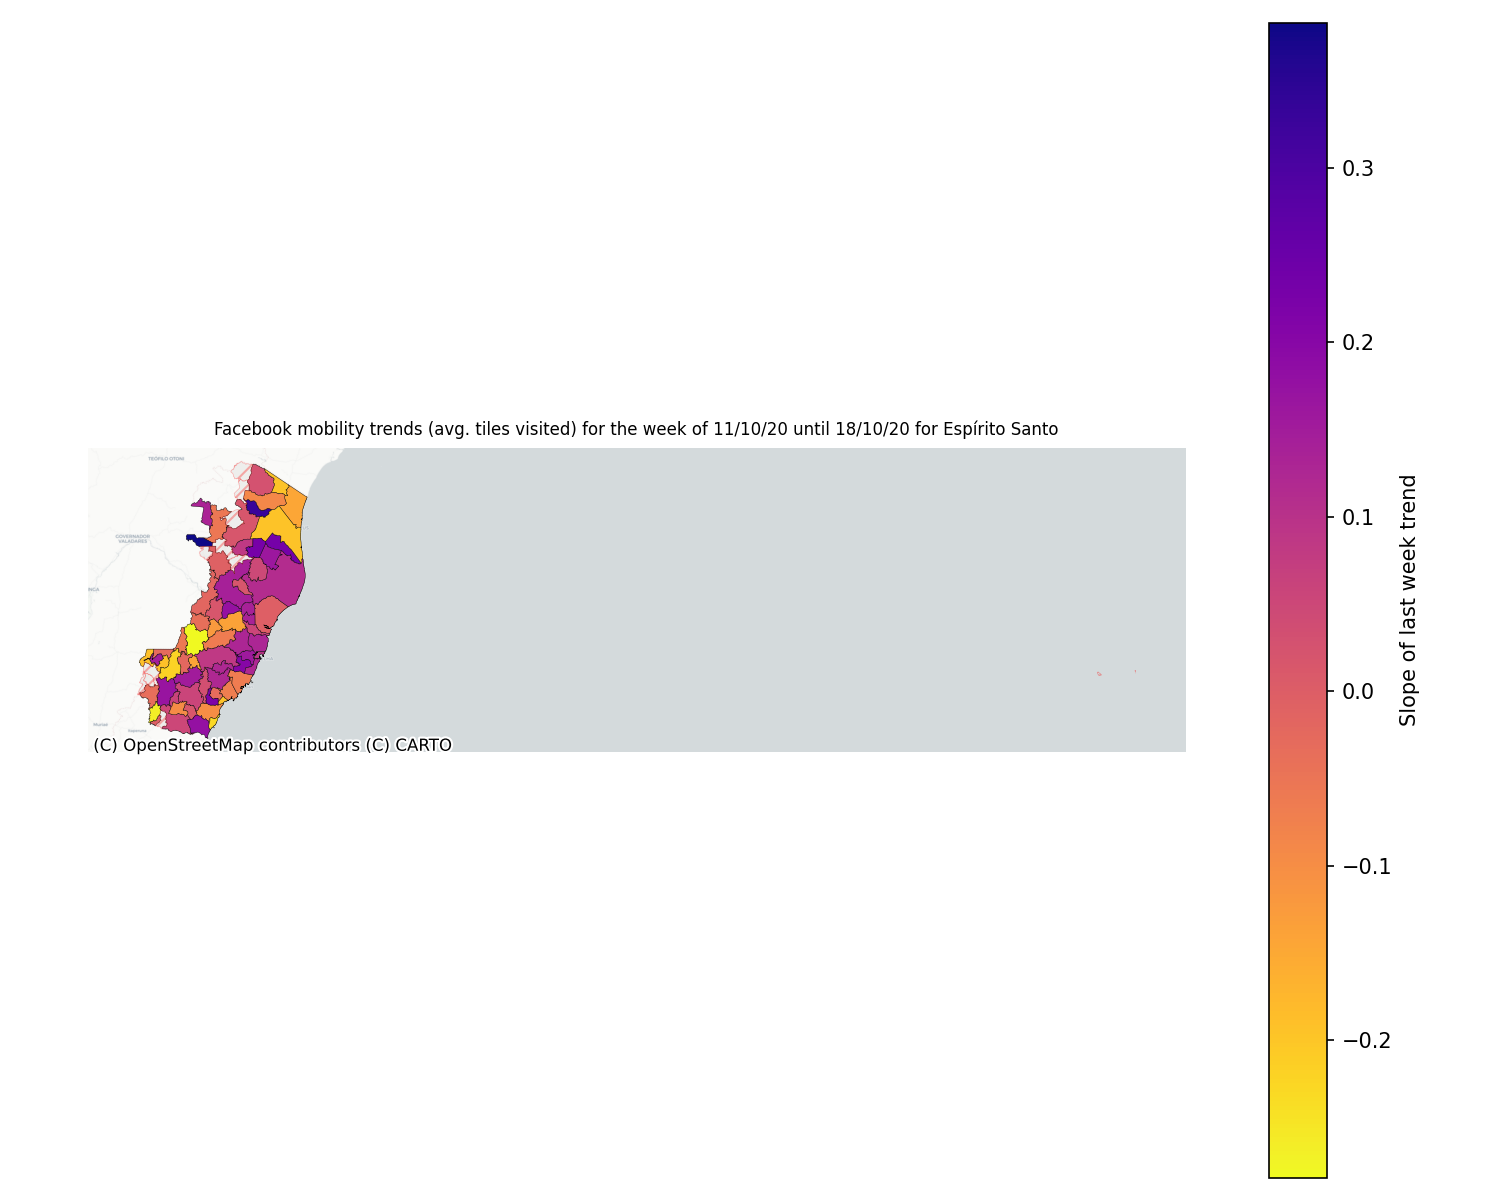 Facebook mobility trends (avg. tiles visited) for the week of 11/10/20 until 18/10/20 for Espírito Santo
TEÓFILO OTONI
GOVERNADOR
VALADARES
(C) OpenStreetMap contributors (C) CARTO
0.3
0.2
0.1
0.0
−0.1
−0.2
Slope of last week trend